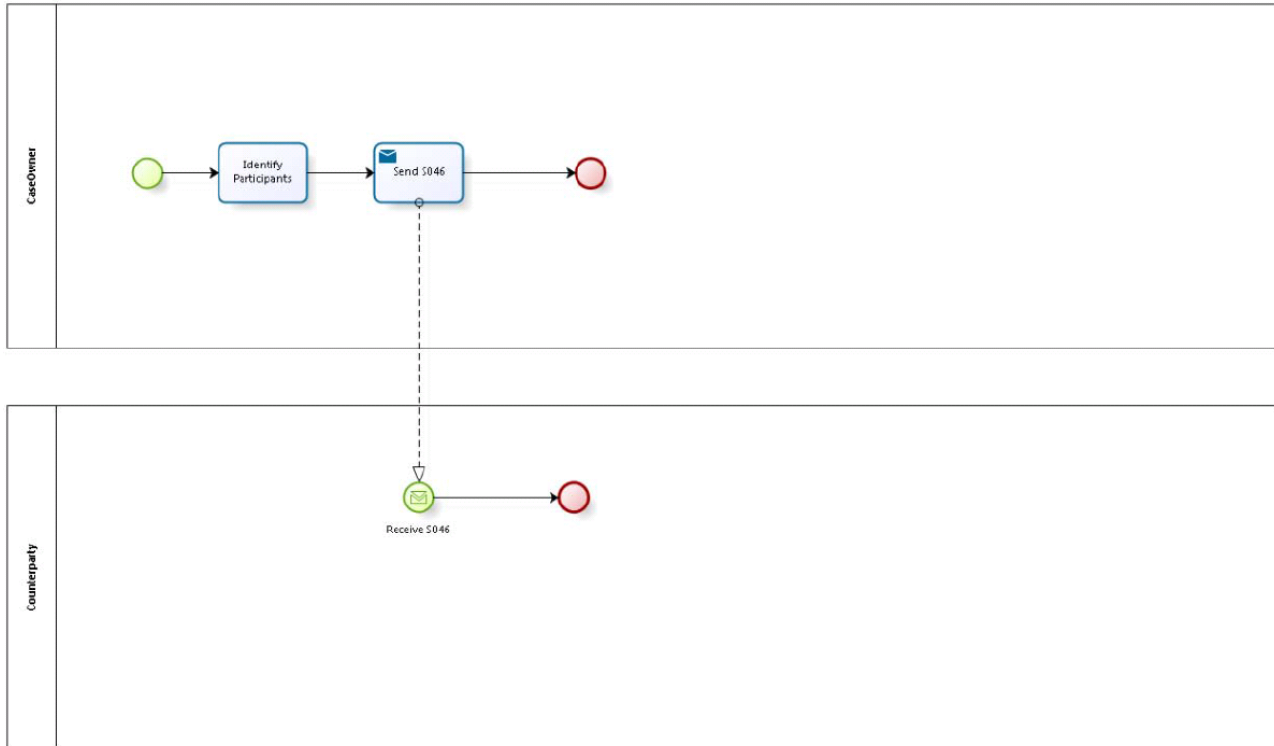 CaseOwner
Identify
Participants
Send S046
Counterparty
Receive S046